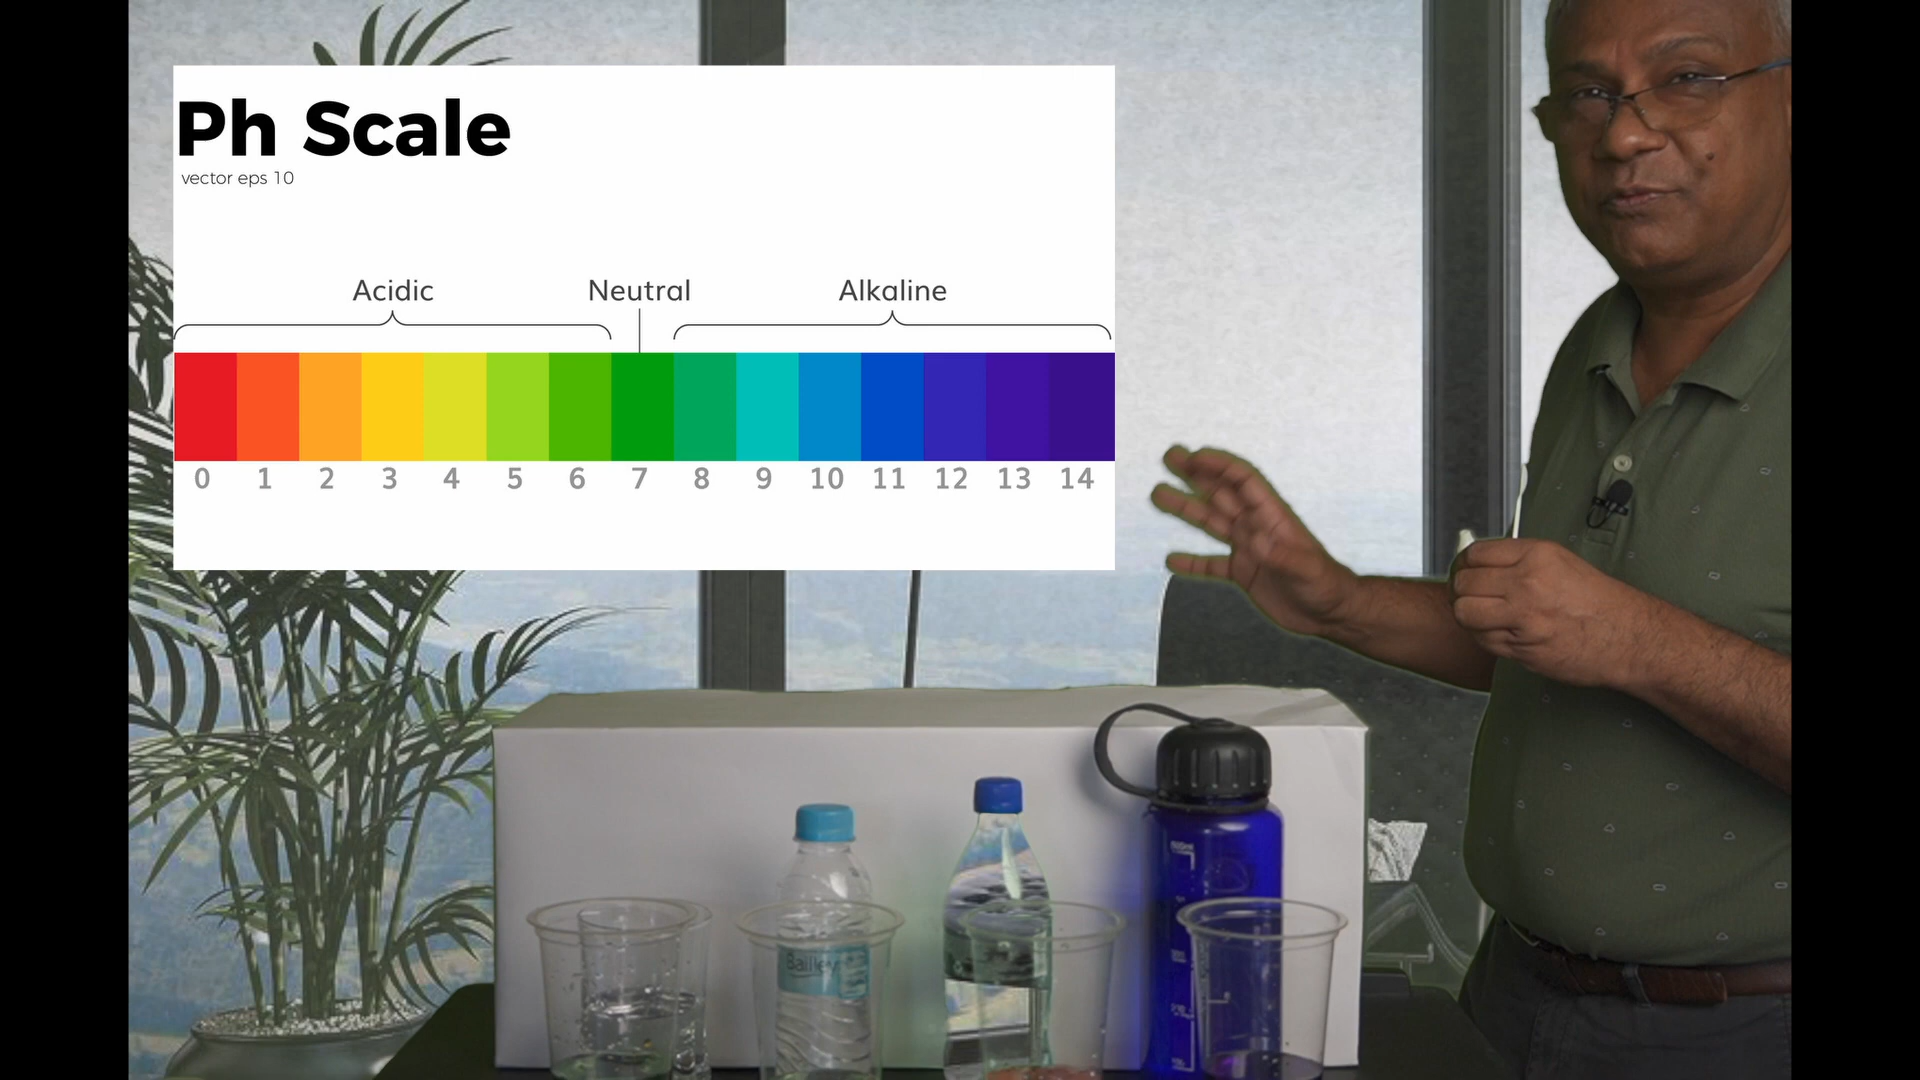 Ph Scale
vector eps 10
Acidic Neutral Alkaline
0 1 2 3 4 5 6 7 8 9 10 11 12 13 14
Bailley